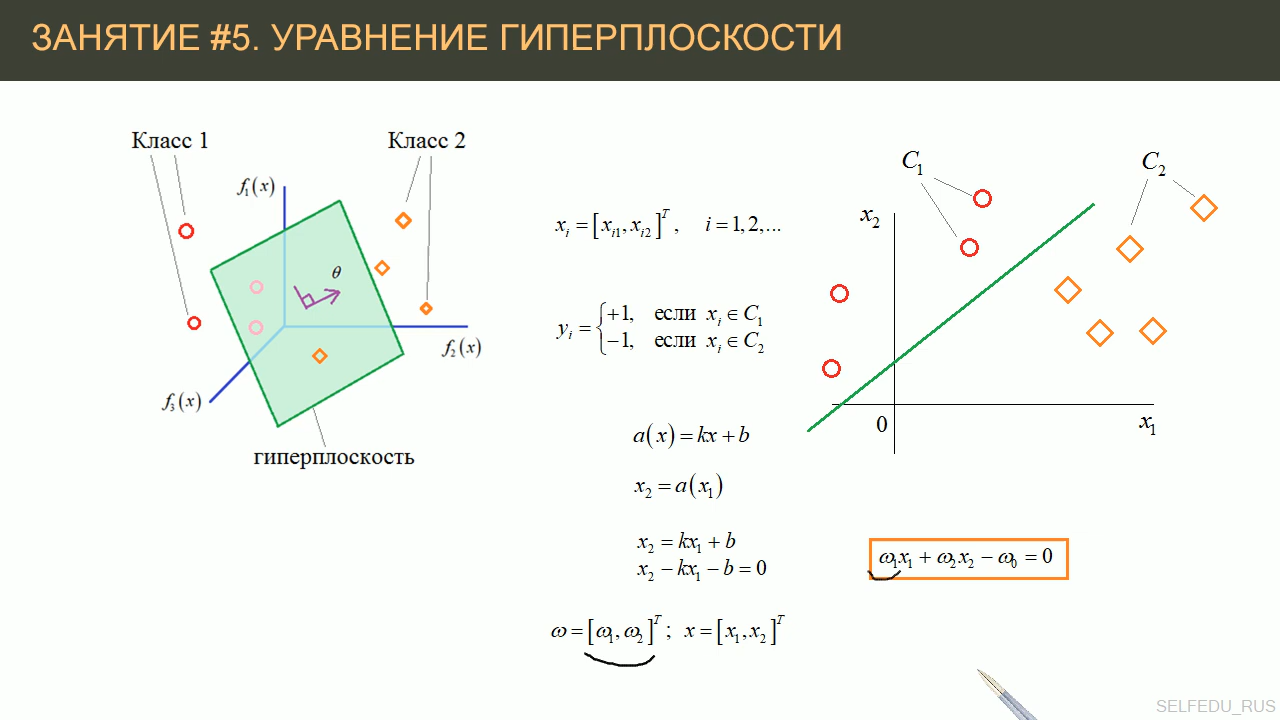 ЗАНЯТИЕ #5. УРАВНЕНИЕ ГИПЕРПЛОСКОСТИ
Класс 1
Класс 2
f₁(x)
θ
f₂(x)
f₃(x)
гиперплоскость
xᵢ = [xᵢ₁, xᵢ₂]ᵀ, i = 1, 2,...
yᵢ = { +1, если xᵢ ∈ C₁
−1, если xᵢ ∈ C₂
a(x) = kx + b
x₂ = a(x₁)
x₂ = kx₁ + b
x₂ − kx₁ − b = 0
ω = [ω₁, ω₂]ᵀ; x = [x₁, x₂]ᵀ
C₁
C₂
x₂
0
x₁
ω₁x₁ + ω₂x₂ − ω₀ = 0
SELFEDU_RUS